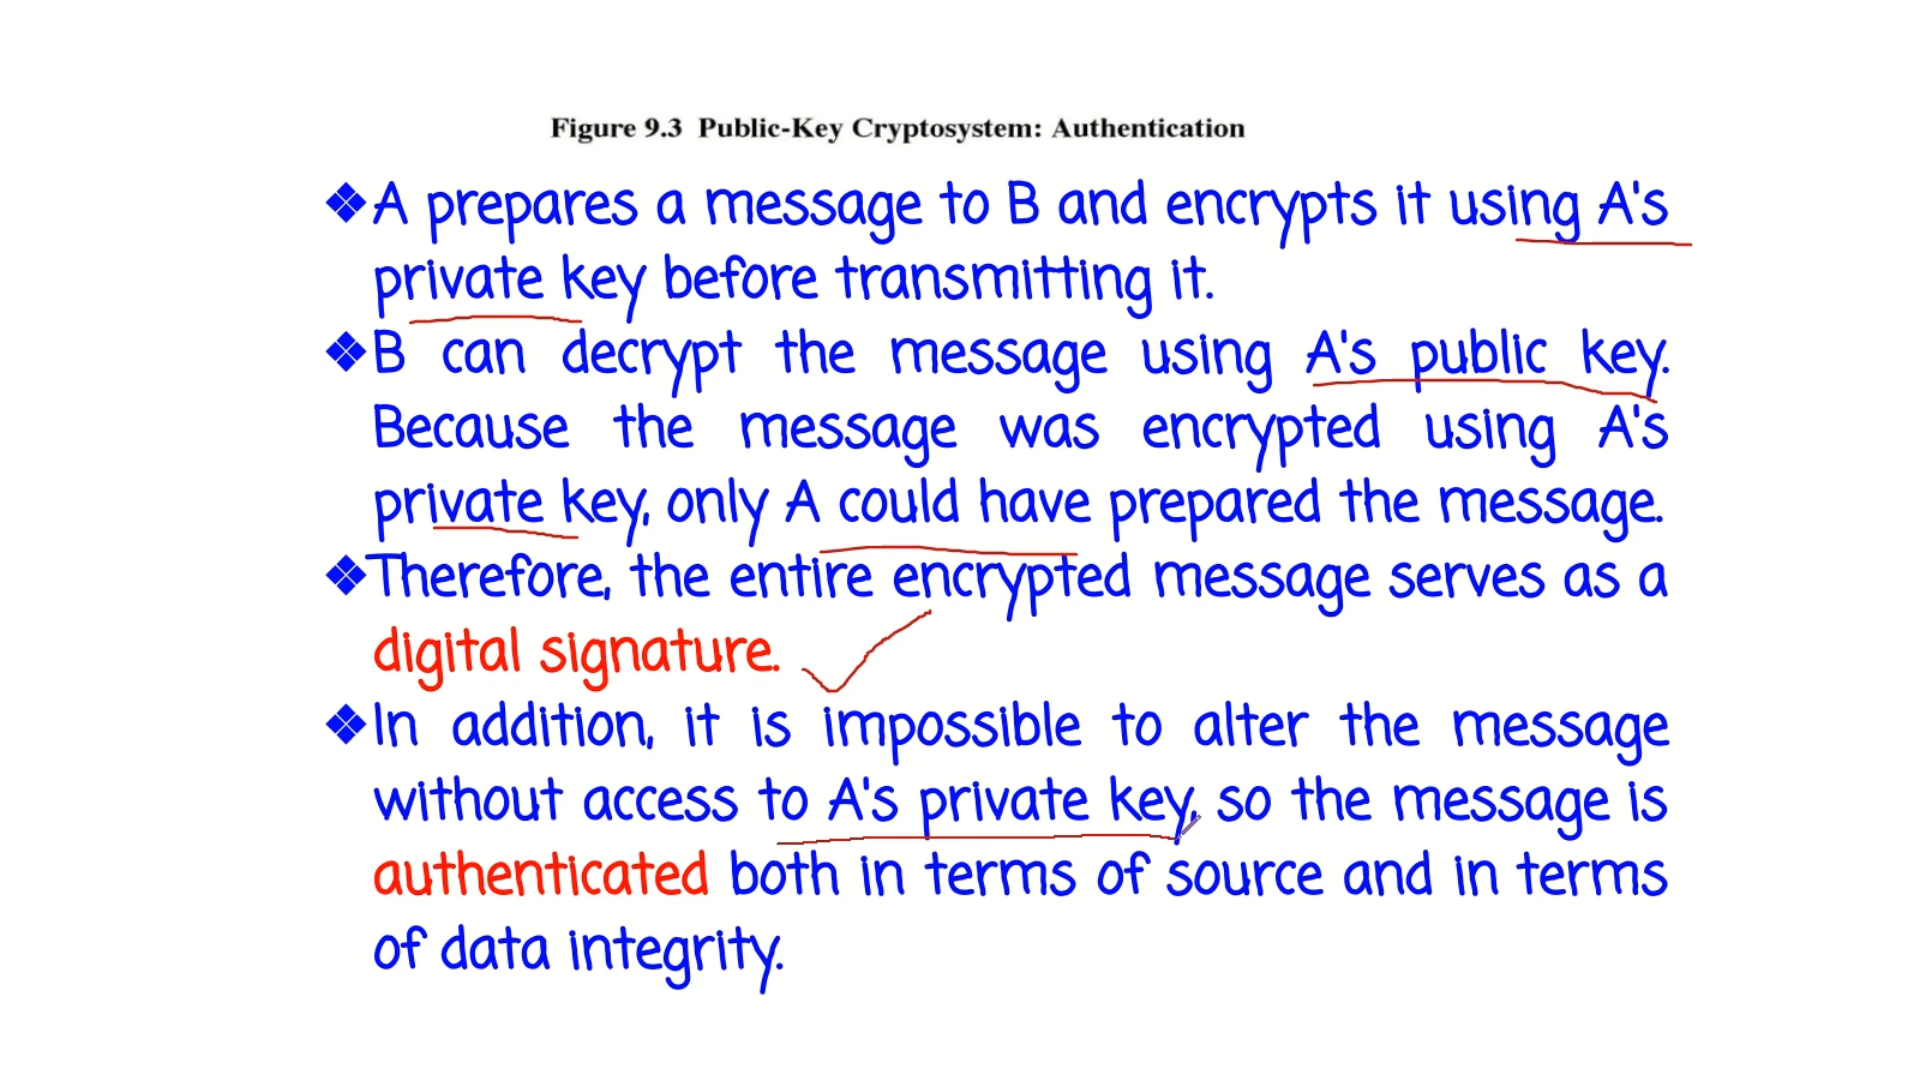 Figure 9.3 Public-Key Cryptosystem: Authentication
❖A prepares a message to B and encrypts it using A's
private key before transmitting it.
❖B can decrypt the message using A's public key.
Because the message was encrypted using A's
private key, only A could have prepared the message.
❖Therefore, the entire encrypted message serves as a
digital signature.
❖In addition, it is impossible to alter the message
without access to A's private key, so the message is
authenticated both in terms of source and in terms
of data integrity.